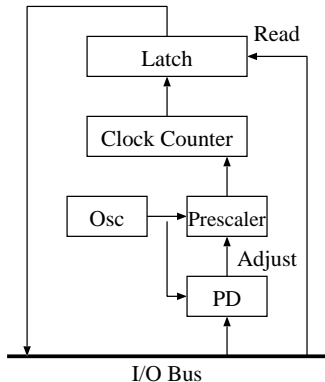 Read
Latch
Clock Counter
Osc
Prescaler
Adjust
PD
I/O Bus